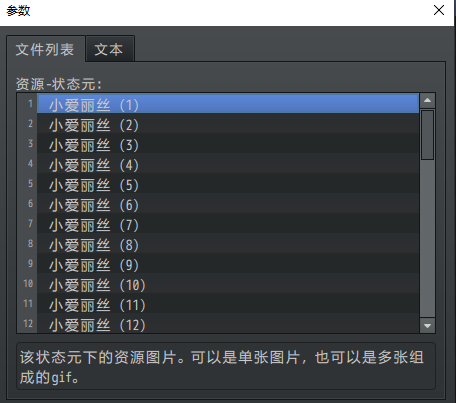 参数
文件列表 文本
资源-状态元:
1 小爱丽丝 (1)
2 小爱丽丝 (2)
3 小爱丽丝 (3)
4 小爱丽丝 (4)
5 小爱丽丝 (5)
6 小爱丽丝 (6)
7 小爱丽丝 (7)
8 小爱丽丝 (8)
9 小爱丽丝 (9)
10 小爱丽丝 (10)
11 小爱丽丝 (11)
12 小爱丽丝 (12)
该状态元下的资源图片。可以是单张图片，也可以是多张组
成的gif。